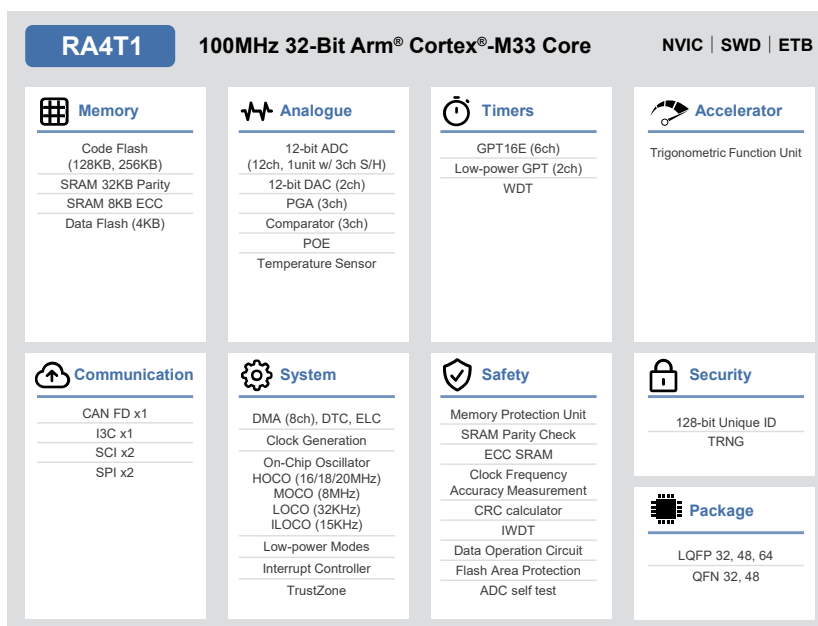 RA4T1
100MHz 32-Bit Arm® Cortex®-M33 Core
NVIC | SWD | ETB
Memory
Code Flash
(128KB, 256KB)
SRAM 32KB Parity
SRAM 8KB ECC
Data Flash (4KB)
Analogue
12-bit ADC
(12ch, 1unit w/ 3ch S/H)
12-bit DAC (2ch)
PGA (3ch)
Comparator (3ch)
POE
Temperature Sensor
Timers
GPT16E (6ch)
Low-power GPT (2ch)
WDT
Accelerator
Trigonometric Function Unit
Communication
CAN FD x1
I3C x1
SCI x2
SPI x2
System
DMA (8ch), DTC, ELC
Clock Generation
On-Chip Oscillator
HOCO (16/18/20MHz)
MOCO (8MHz)
LOCO (32KHz)
ILOCO (15KHz)
Low-power Modes
Interrupt Controller
TrustZone
Safety
Memory Protection Unit
SRAM Parity Check
ECC SRAM
Clock Frequency
Accuracy Measurement
CRC calculator
IWDT
Data Operation Circuit
Flash Area Protection
ADC self test
Security
128-bit Unique ID
TRNG
Package
LQFP 32, 48, 64
QFN 32, 48